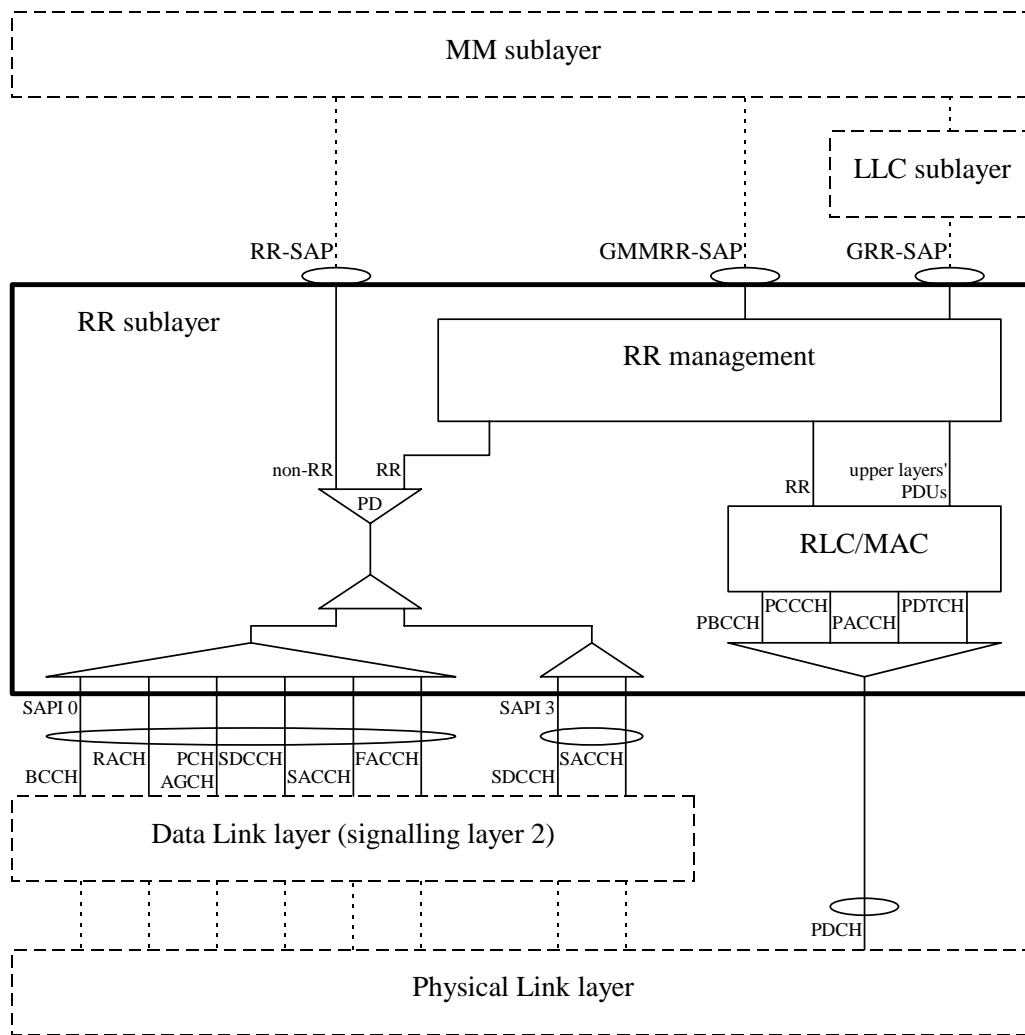 MM sublayer
LLC sublayer
RR-SAP
GMMRR-SAP
GRR-SAP
RR sublayer
RR management
non-RR
RR
PD
RR
upper layers'
PDUs
RLC/MAC
PBCCH
PCCCH
PACCH
PDTCH
SAPI 0
SAPI 3
BCCH
RACH
PCH
AGCH
SDCCH
SACCH
FACCH
SDCCH
SACCH
Data Link layer (signalling layer 2)
PDCH
Physical Link layer